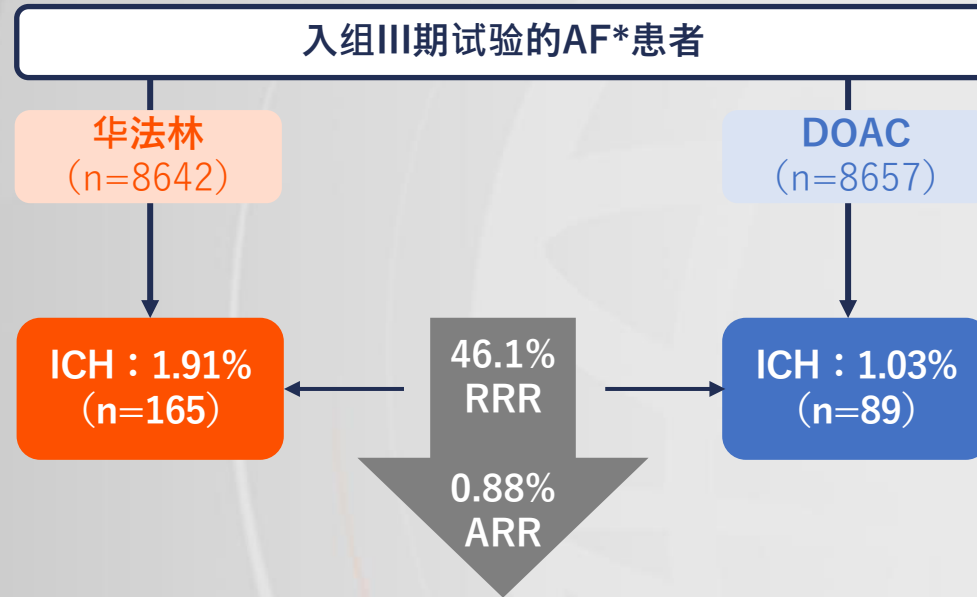 入组III期试验的AF*患者
华法林
（n=8642）
DOAC
（n=8657）
ICH：1.91%
（n=165）
46.1%
RRR
0.88%
ARR
ICH：1.03%
（n=89）